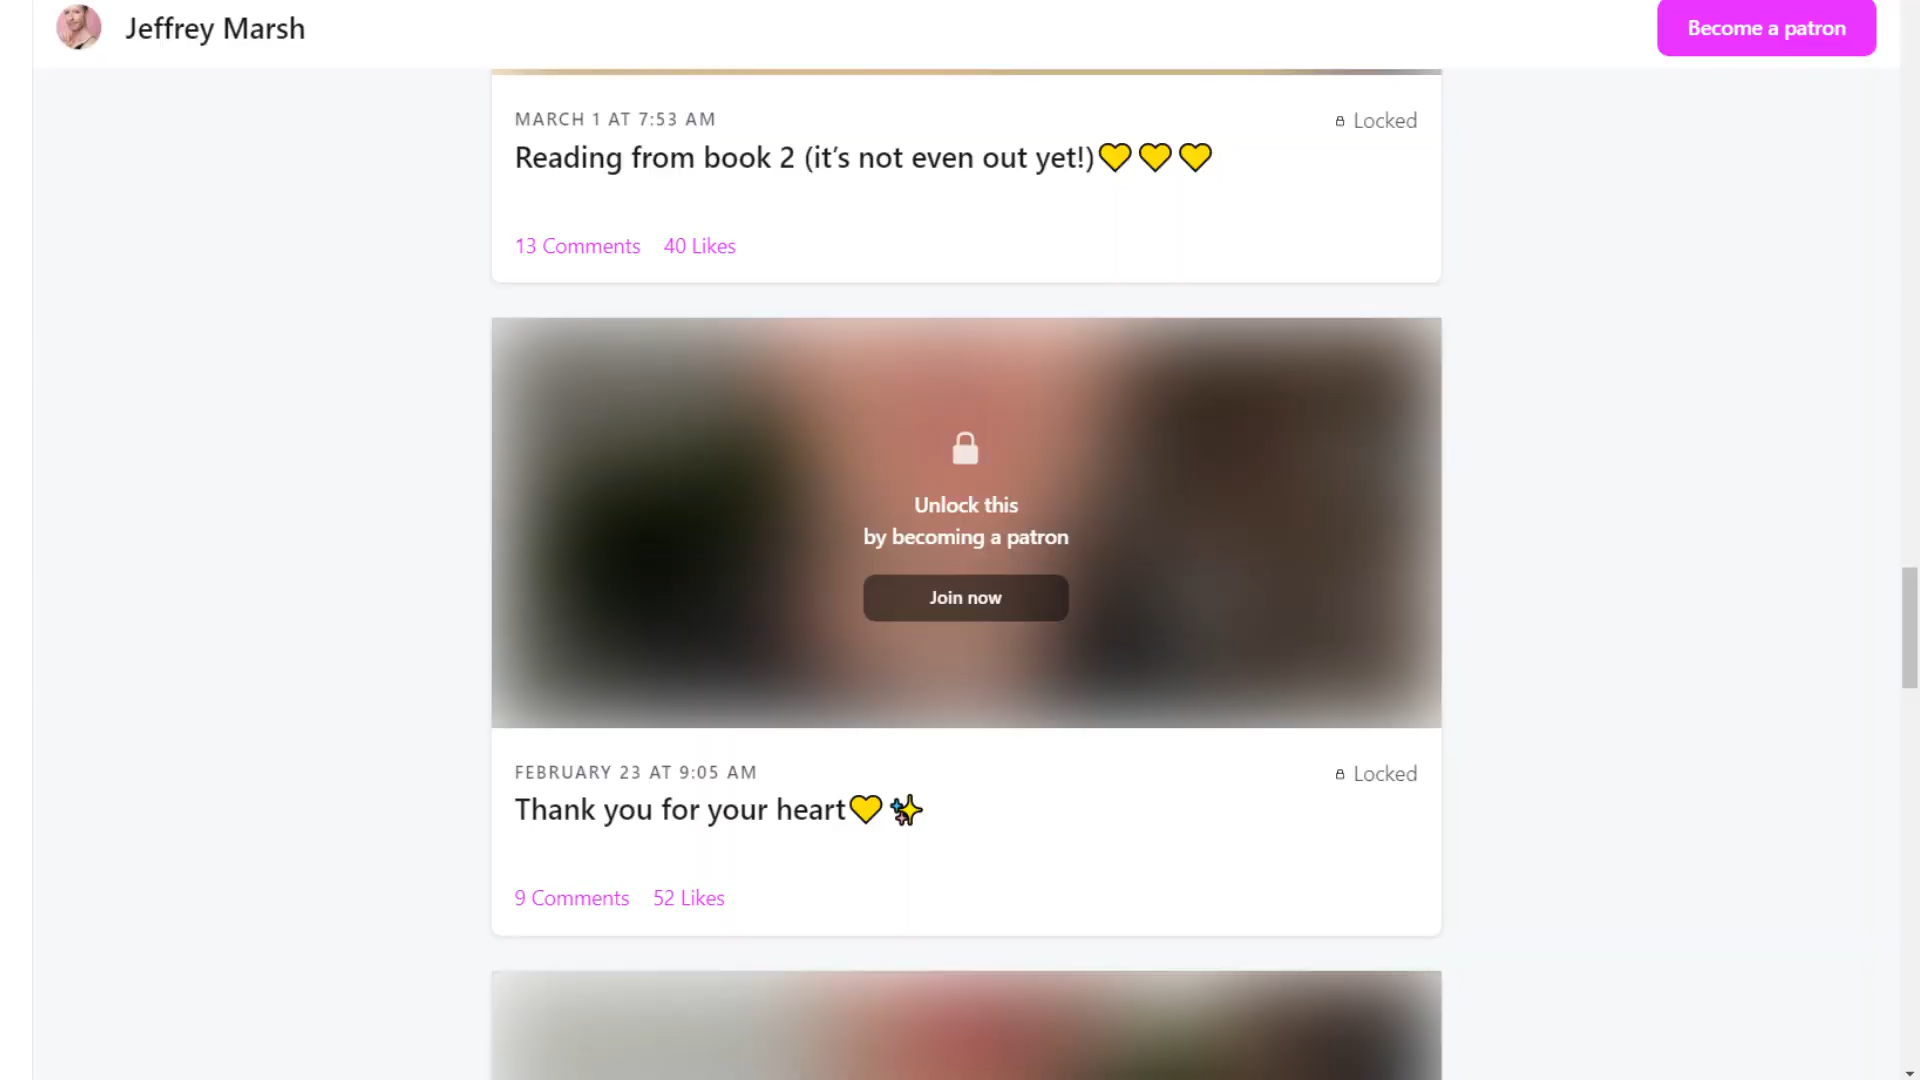 Jeffrey Marsh
Become a patron
MARCH 1 AT 7:53 AM
Locked
Reading from book 2 (it’s not even out yet!)💛💛💛
13 Comments 40 Likes
Unlock this
by becoming a patron
Join now
FEBRUARY 23 AT 9:05 AM
Locked
Thank you for your heart💛✨
9 Comments 52 Likes